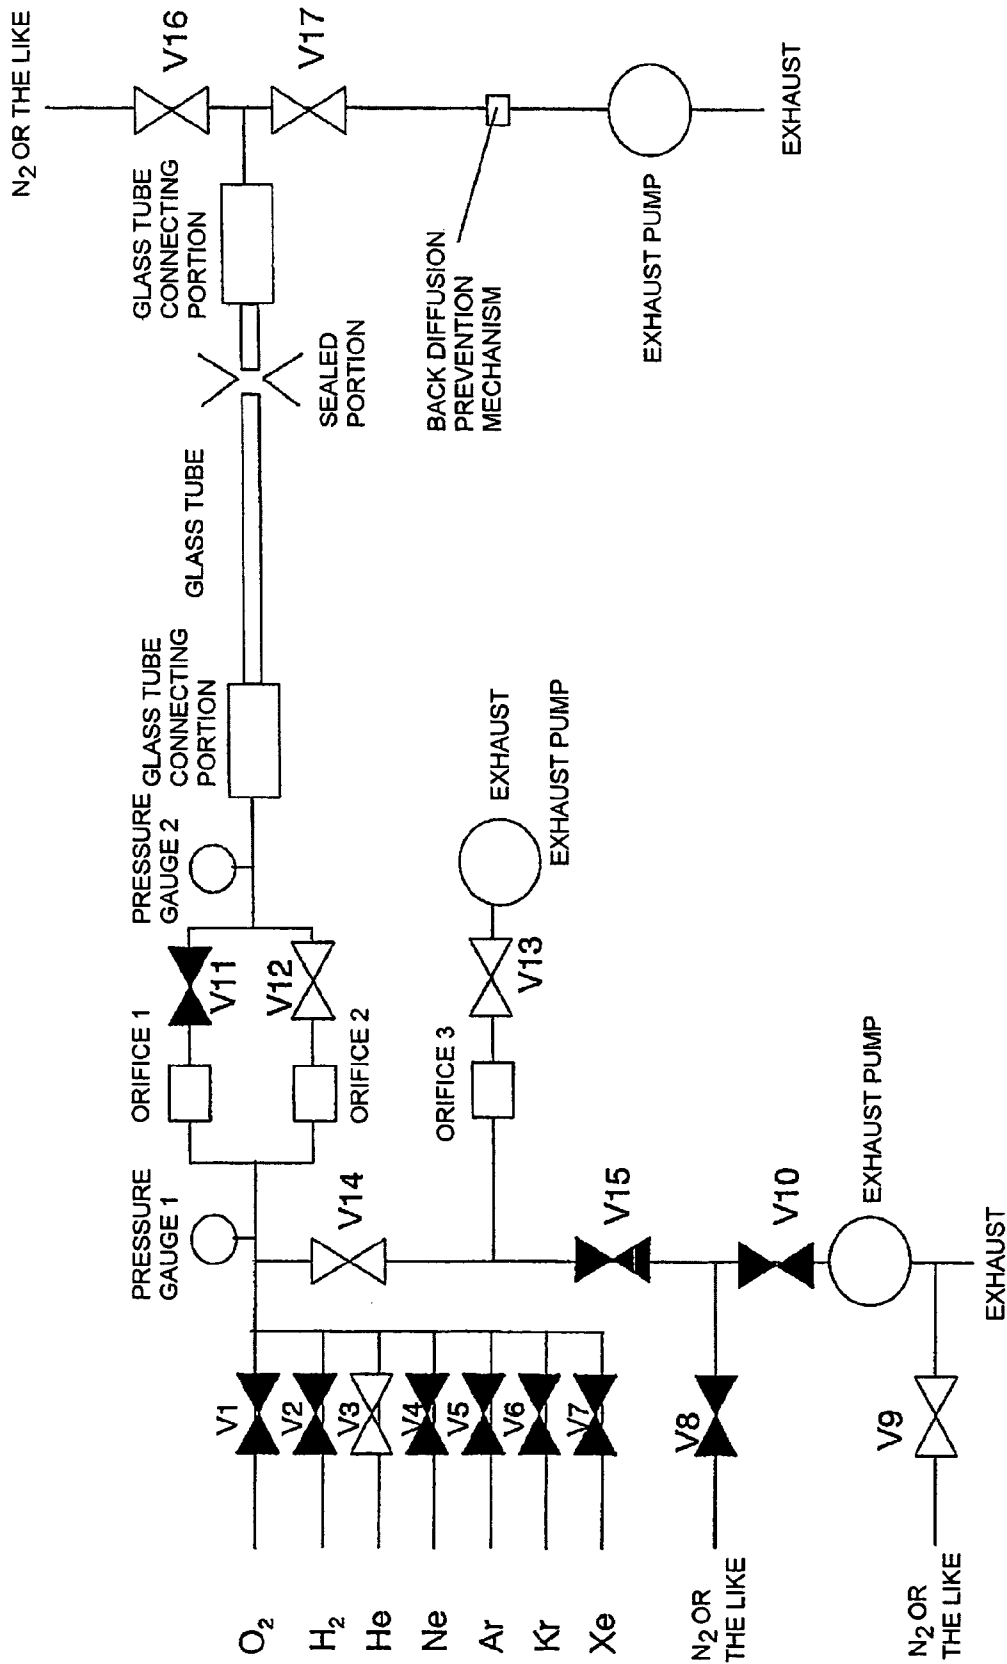 O2
H2
He
Ne
Ar
Kr
Xe
N2 OR
THE LIKE
N2 OR
THE LIKE
V1
V2
V3
V4
V5
V6
V7
V8
V9
PRESSURE
GAUGE 1
V14
V15
V10
EXHAUST PUMP
EXHAUST
ORIFICE 1
ORIFICE 2
ORIFICE 3
V11
V12
V13
PRESSURE
GAUGE 2
EXHAUST
EXHAUST PUMP
GLASS TUBE
CONNECTING
PORTION
GLASS TUBE
SEALED
PORTION
GLASS TUBE
CONNECTING
PORTION
BACK DIFFUSION
PREVENTION
MECHANISM
N2 OR THE LIKE
V16
V17
EXHAUST PUMP
EXHAUST